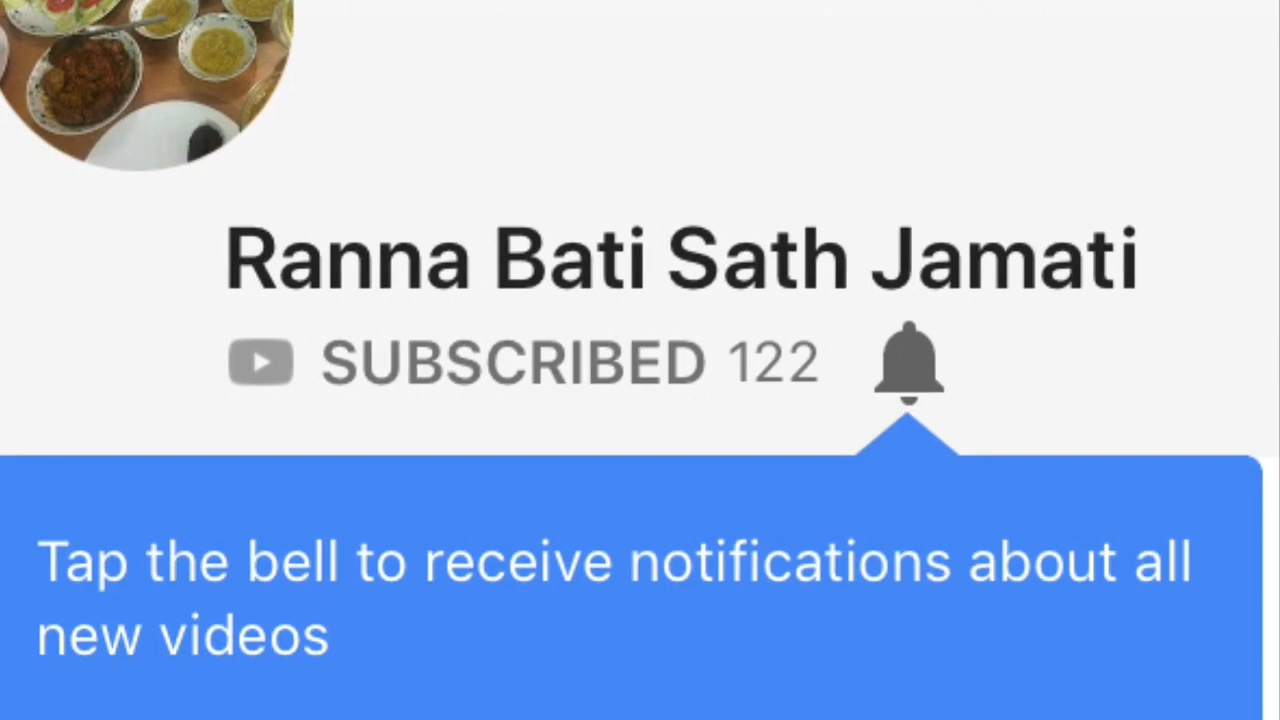 Ranna Bati Sath Jamati
SUBSCRIBED 122
Tap the bell to receive notifications about all
new videos